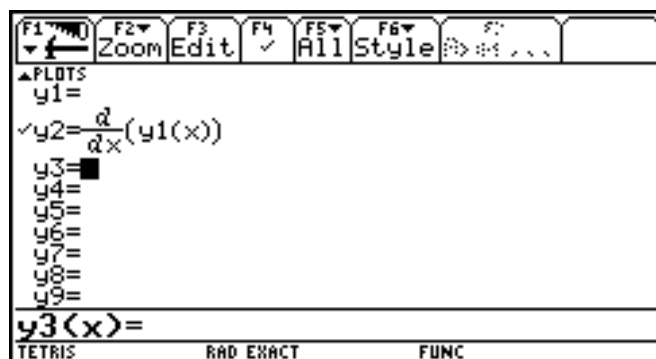 F1 F2 Zoom F3 Edit F4 ✓ F5 All F6 Style F7
▲PLOTS
y1=
✓y2=d/dx(y1(x))
y3=
y4=
y5=
y6=
y7=
y8=
y9=
y3(x)=
TETRIS RAD EXACT FUNC